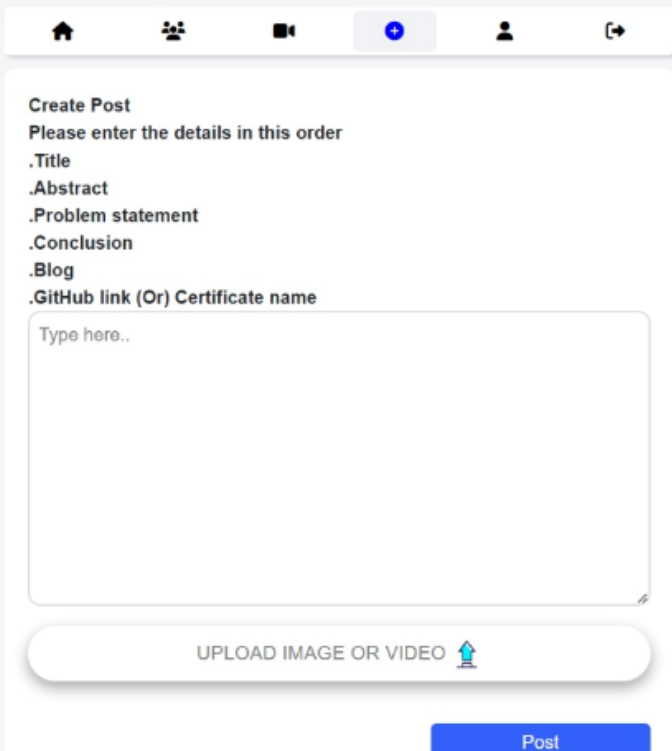 Create Post
Please enter the details in this order
.Title
.Abstract
.Problem statement
.Conclusion
.Blog
.GitHub link (Or) Certificate name
Type here..
UPLOAD IMAGE OR VIDEO
Post